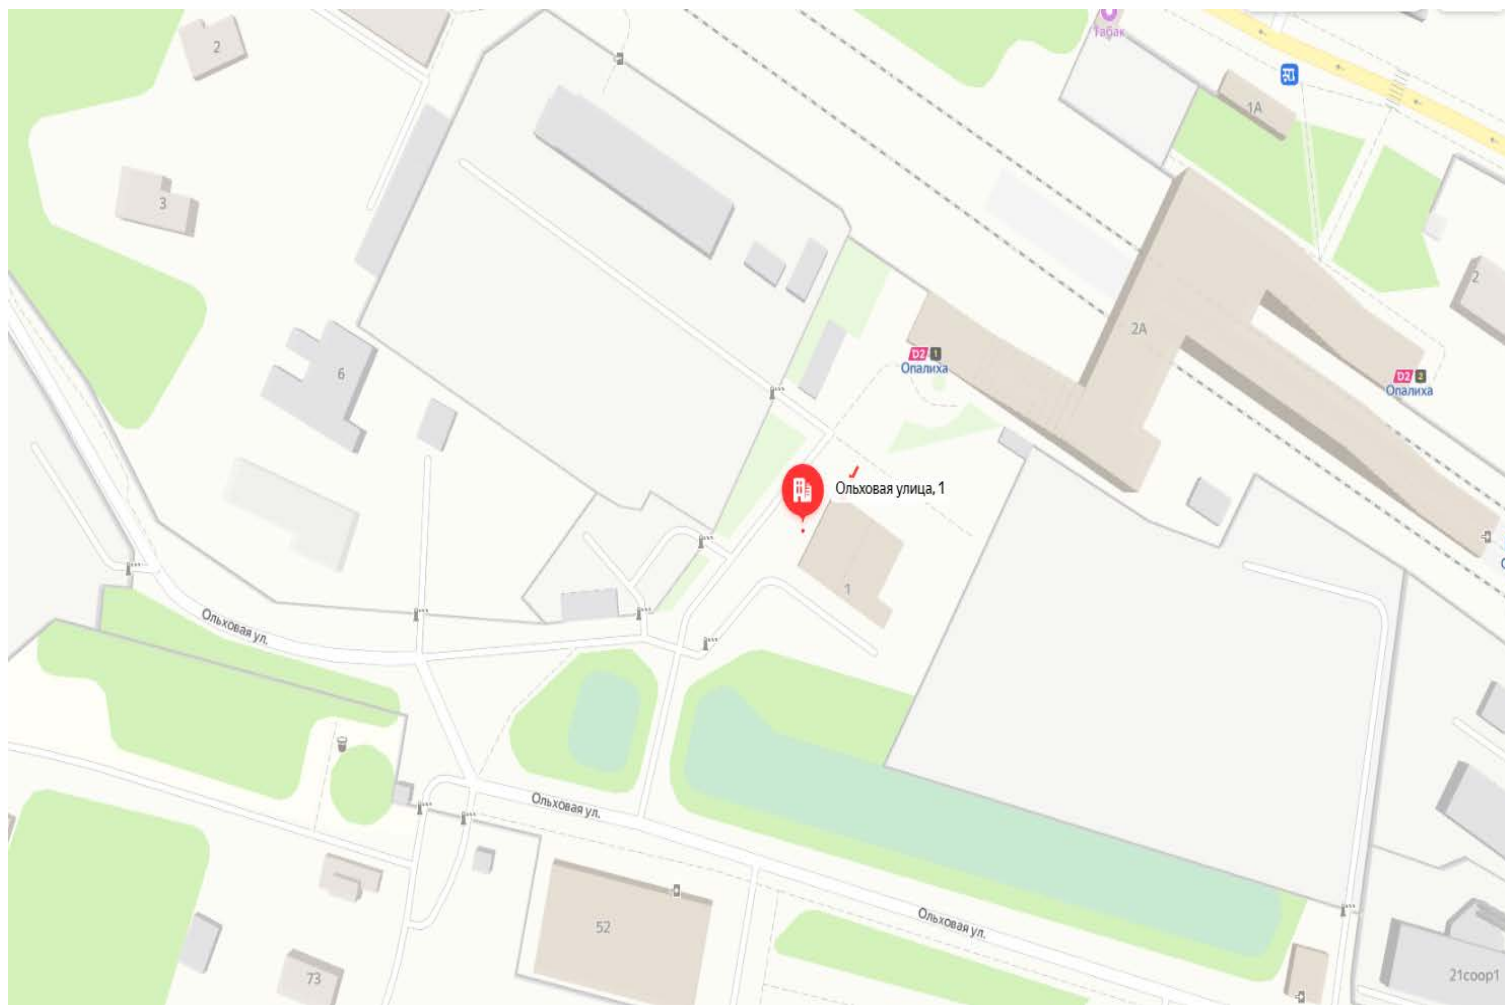 Табак
2
1А
3
2
2А
D2 1
Опалиха
6
D2 2
Опалиха
Ольховая улица, 1
1
Ольховая ул.
Ольховая ул.
52
Ольховая ул.
73
21соор1